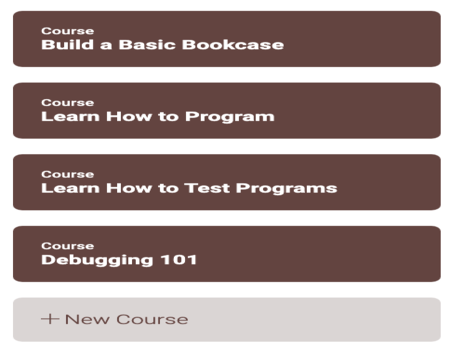 Course
Build a Basic Bookcase
Course
Learn How to Program
Course
Learn How to Test Programs
Course
Debugging 101
+ New Course